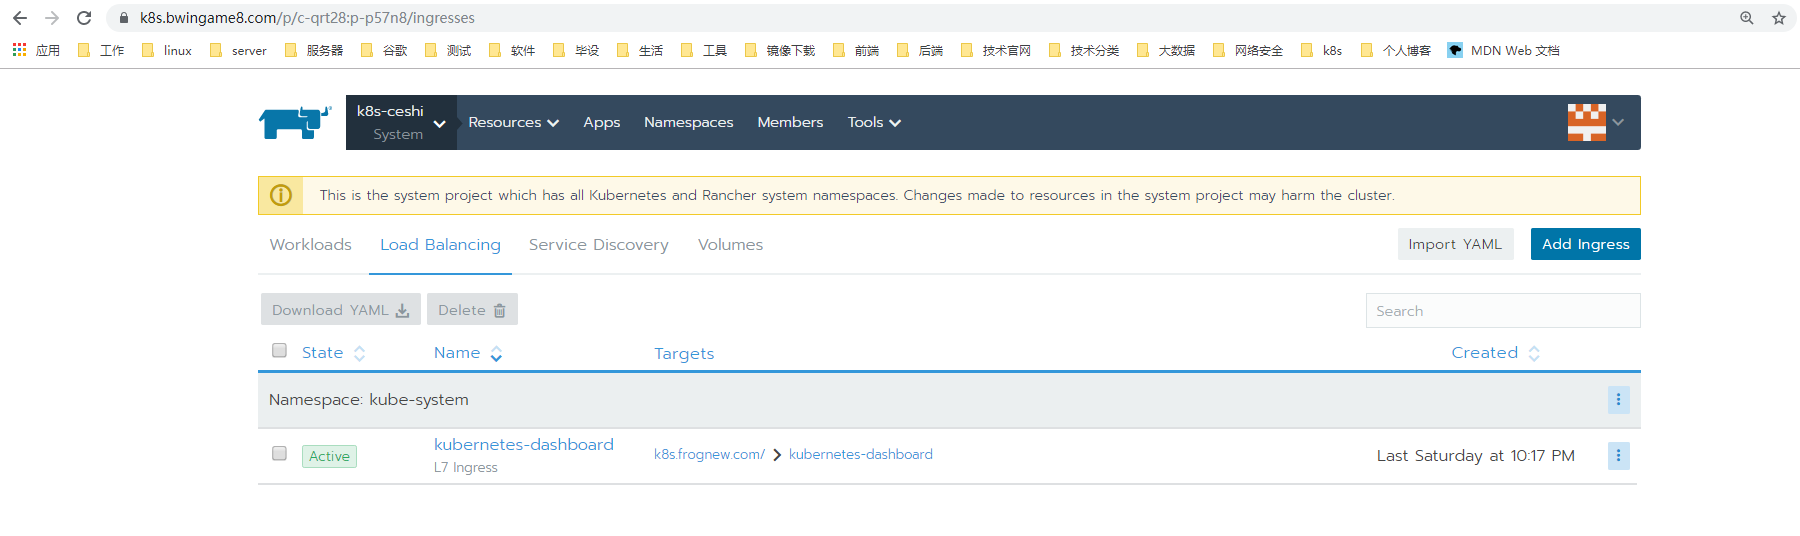 k8s.bwingame8.com/p/c-qrt28:p-p57n8/ingresses
应用 工作 linux server 服务器 谷歌 测试 软件 毕设 生活 工具 镜像下载 前端 后端 技术官网 技术分类 大数据 网络安全 k8s 个人博客 MDN Web 文档
k8s-ceshi
System
Resources Apps Namespaces Members Tools
This is the system project which has all Kubernetes and Rancher system namespaces. Changes made to resources in the system project may harm the cluster.
Workloads Load Balancing Service Discovery Volumes Import YAML Add Ingress
Download YAML Delete Search
State Name Targets Created
Namespace: kube-system
Active kubernetes-dashboard k8s.frognew.com/ > kubernetes-dashboard Last Saturday at 10:17 PM
L7 Ingress